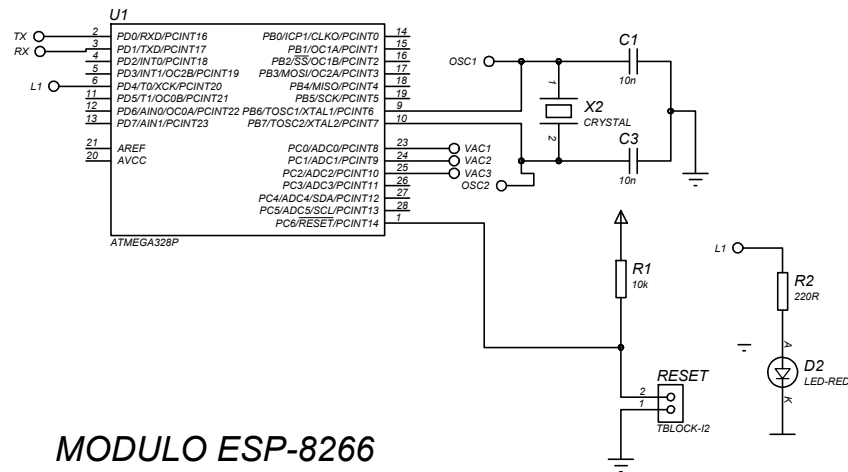 U1
TX 2 PD0/RXD/PCINT16 PB0/ICP1/CLKO/PCINT0 14
RX 3 PD1/TXD/PCINT17 PB1/OC1A/PCINT1 15
4 PD2/INT0/PCINT18 PB2/SS/OC1B/PCINT2 16
5 PD3/INT1/OC2B/PCINT19 PB3/MOSI/OC2A/PCINT3 17
L1 6 PD4/T0/XCK/PCINT20 PB4/MISO/PCINT4 18
11 PD5/T1/OC0B/PCINT21 PB5/SCK/PCINT5 19
12 PD6/AIN0/OC0A/PCINT22 PB6/TOSC1/XTAL1/PCINT6 9
13 PD7/AIN1/PCINT23 PB7/TOSC2/XTAL2/PCINT7 10
21 AREF PC0/ADC0/PCINT8 23 VAC1
20 AVCC PC1/ADC1/PCINT9 24 VAC2
PC2/ADC2/PCINT10 25 VAC3
PC3/ADC3/PCINT11 26
PC4/ADC4/SDA/PCINT12 27
PC5/ADC5/SCL/PCINT13 28
PC6/RESET/PCINT14 1
ATMEGA328P
OSC1
OSC2
C1
10n
1
X2
CRYSTAL
2
C3
10n
R1
10k
L1
R2
220R
A
D2
LED-RED
K
RESET
2
1
TBLOCK-I2
MODULO ESP-8266